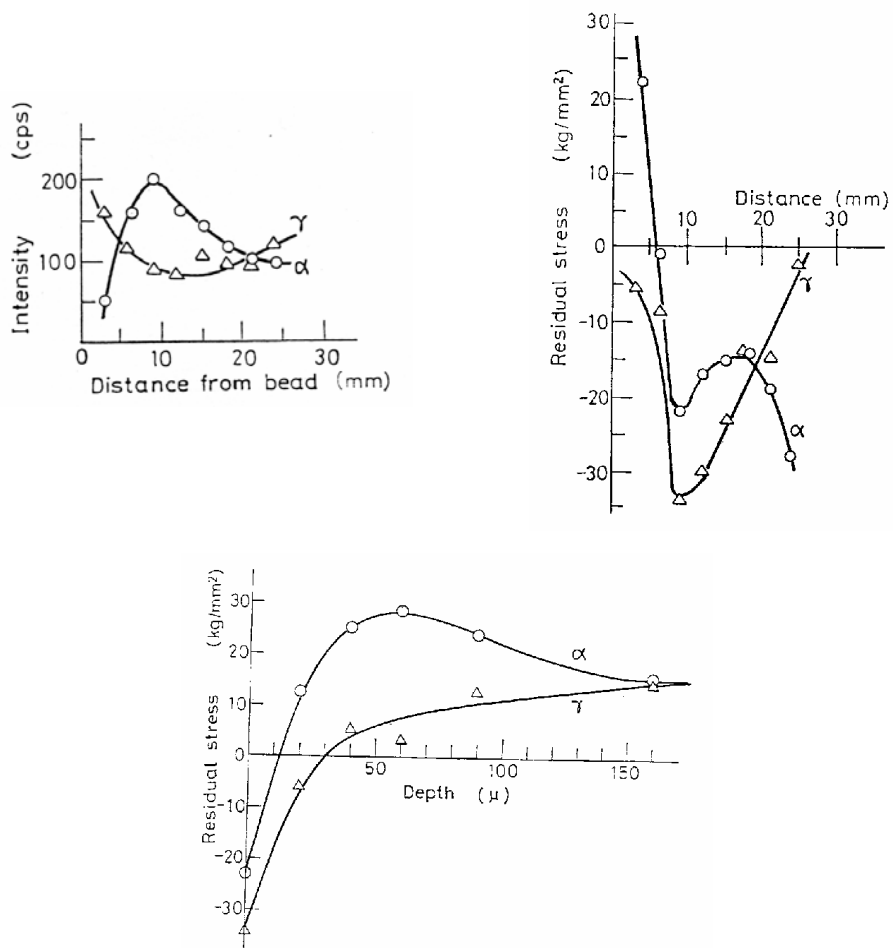 Intensity (cps)
200
100
γ
α
0
10
20
30
Distance from bead (mm)
Residual stress (kg/mm²)
30
20
10
0
-10
-20
-30
Distance (mm)
10
20
30
γ
α
Residual stress (kg/mm²)
30
20
10
0
-10
-20
-30
α
γ
50
100
150
Depth (μ)